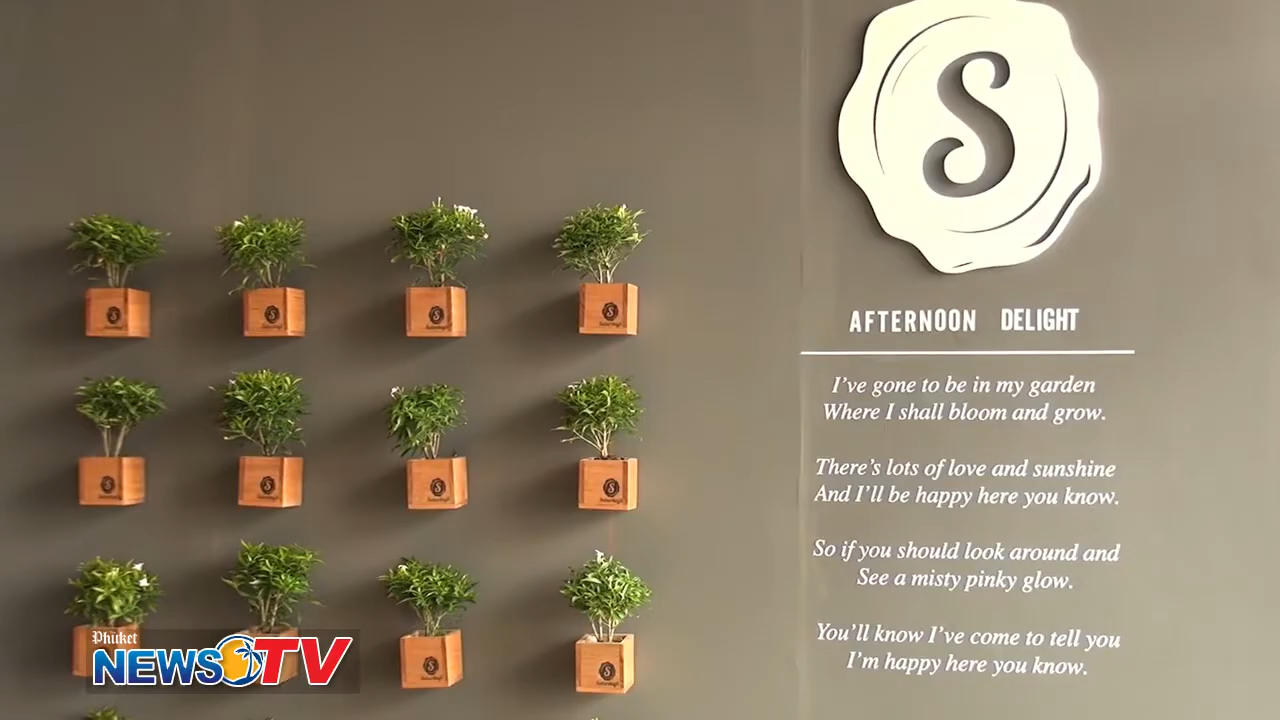 S
AFTERNOON DELIGHT
I've gone to be in my garden
Where I shall bloom and grow.
There's lots of love and sunshine
And I'll be happy here you know.
So if you should look around and
See a misty pinky glow.
You'll know I've come to tell you
I'm happy here you know.
Phuket
NEWS TV